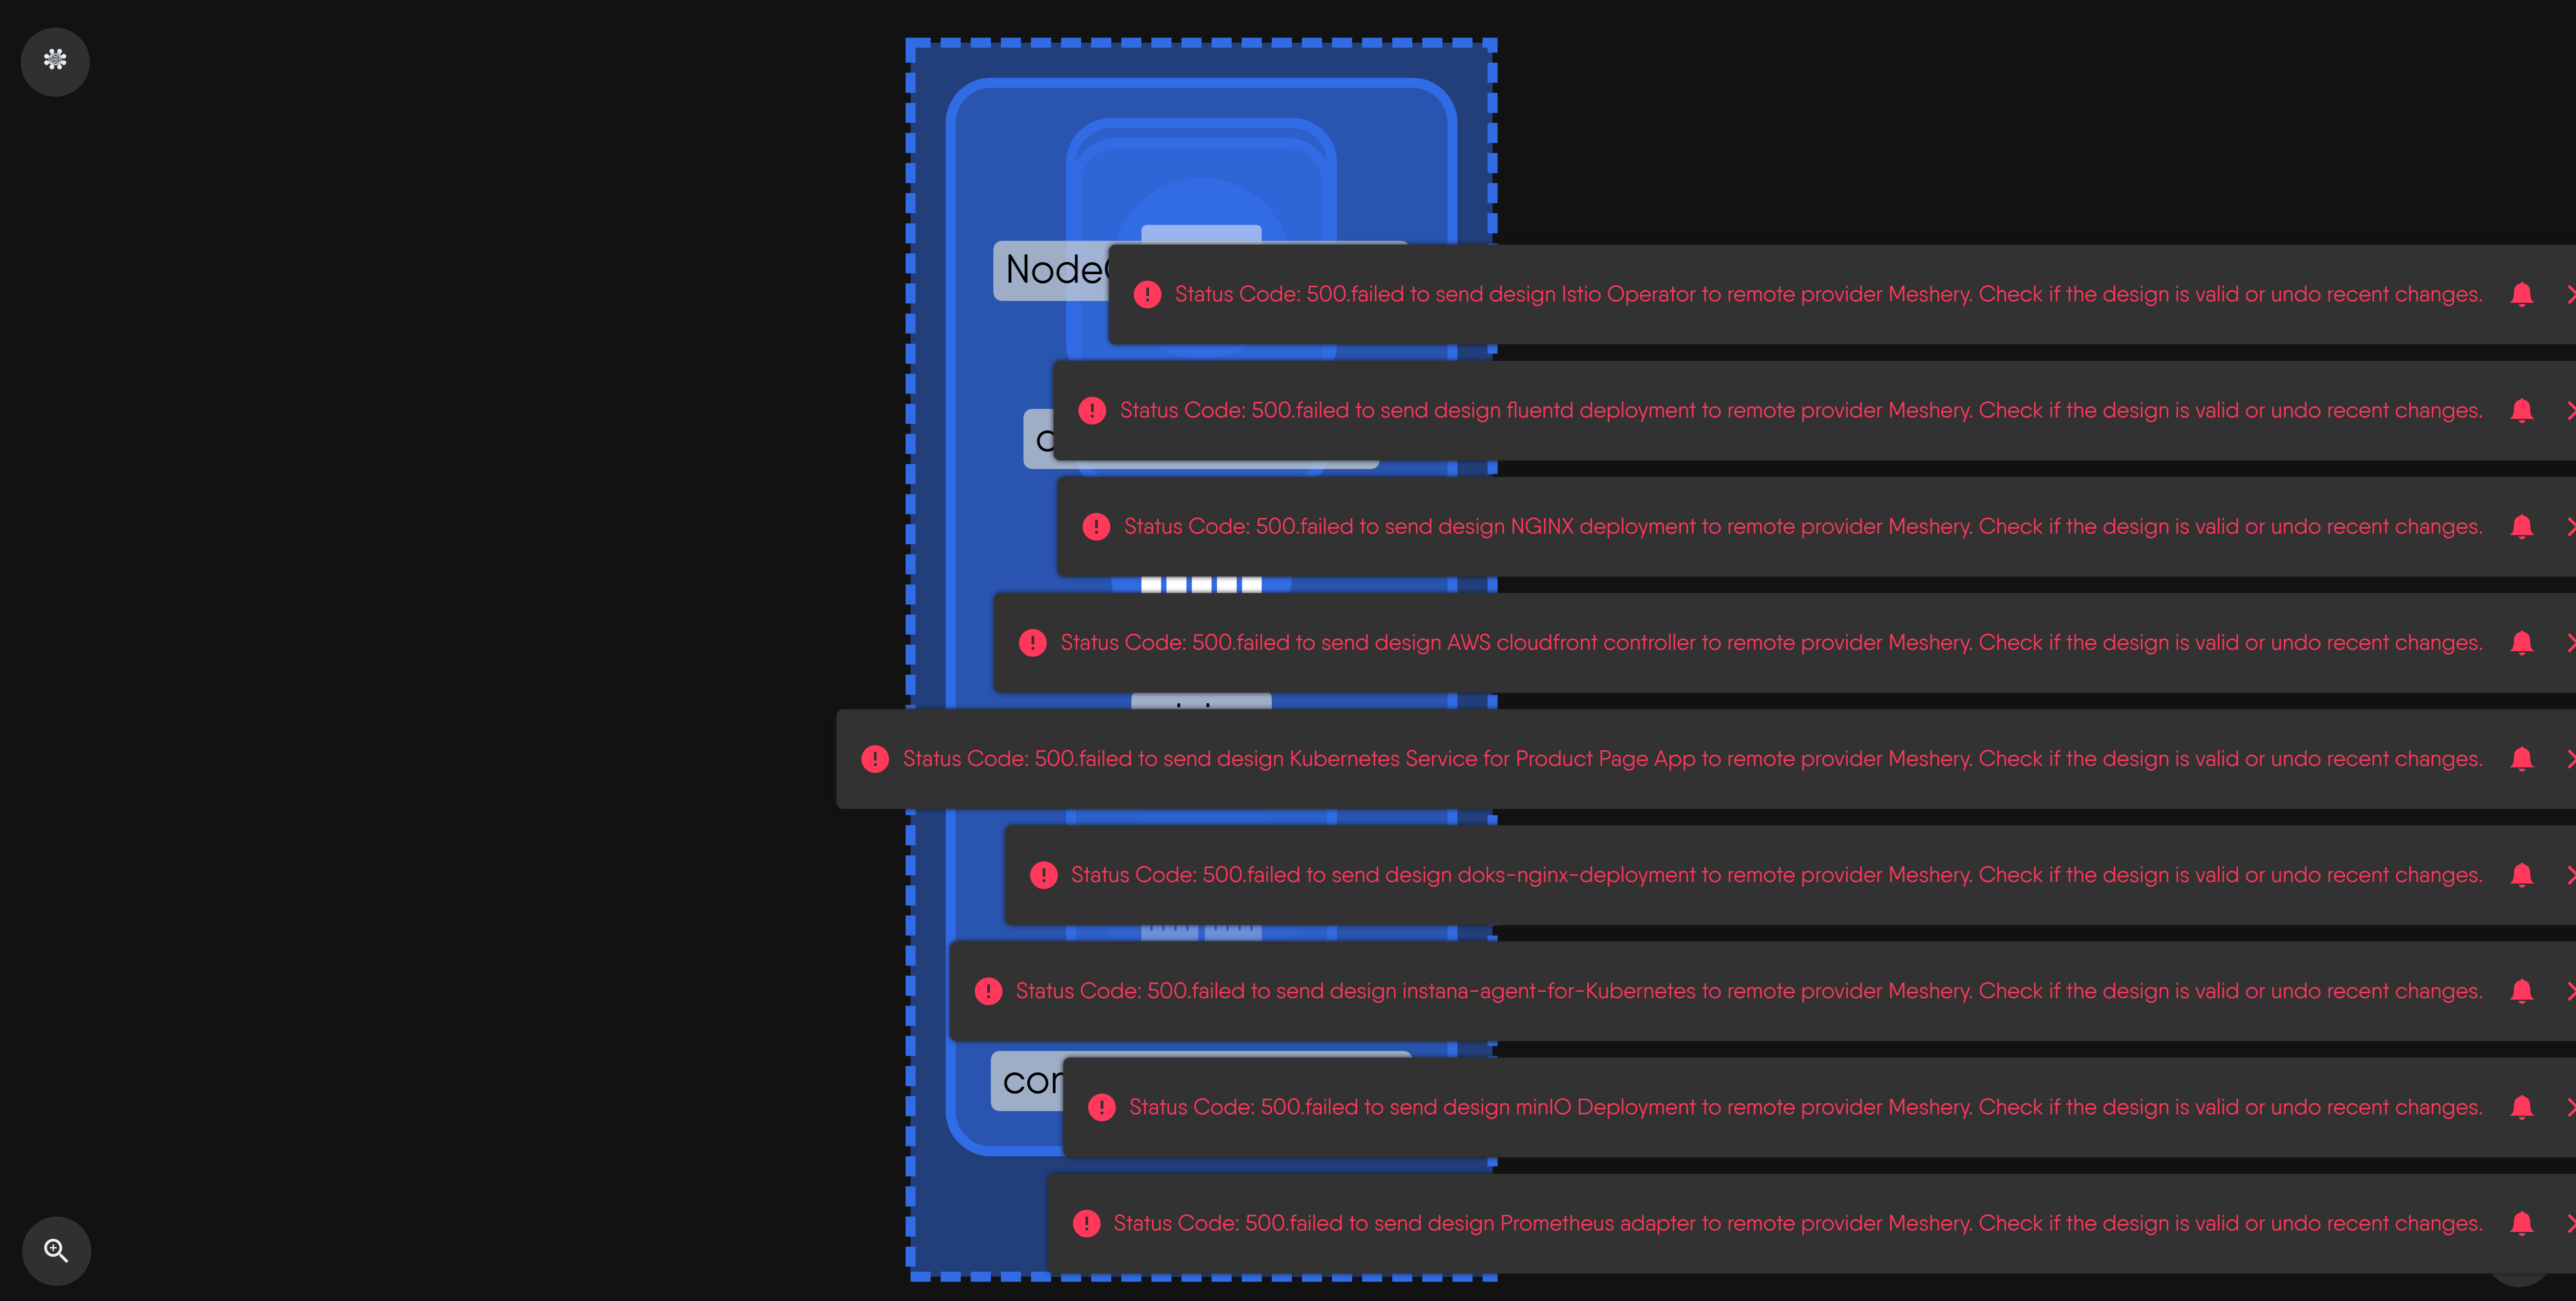 Status Code: 500.failed to send design Istio Operator to remote provider Meshery. Check if the design is valid or undo recent changes.
Status Code: 500.failed to send design fluentd deployment to remote provider Meshery. Check if the design is valid or undo recent changes.
Status Code: 500.failed to send design NGINX deployment to remote provider Meshery. Check if the design is valid or undo recent changes.
Status Code: 500.failed to send design AWS cloudfront controller to remote provider Meshery. Check if the design is valid or undo recent changes.
Status Code: 500.failed to send design Kubernetes Service for Product Page App to remote provider Meshery. Check if the design is valid or undo recent changes.
Status Code: 500.failed to send design doks-nginx-deployment to remote provider Meshery. Check if the design is valid or undo recent changes.
Status Code: 500.failed to send design instana-agent-for-Kubernetes to remote provider Meshery. Check if the design is valid or undo recent changes.
Status Code: 500.failed to send design minIO Deployment to remote provider Meshery. Check if the design is valid or undo recent changes.
Status Code: 500.failed to send design Prometheus adapter to remote provider Meshery. Check if the design is valid or undo recent changes.